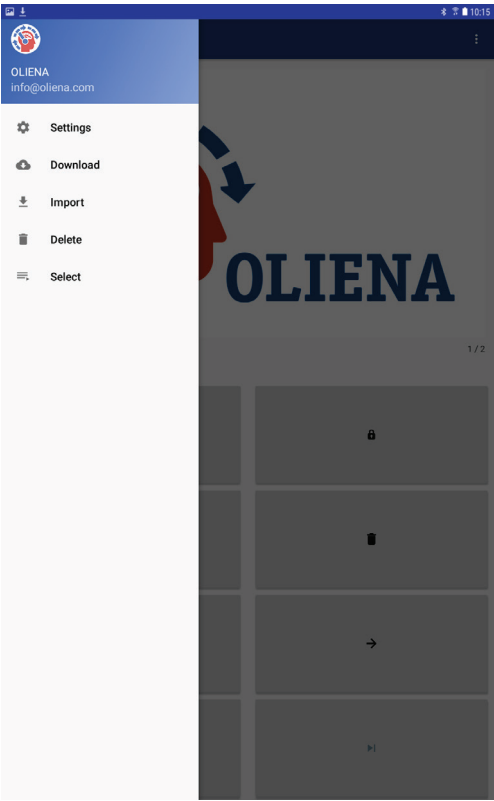 10:15
OLIENA
info@oliena.com
Settings
Download
Import
Delete
Select
OLIENA
1 / 2